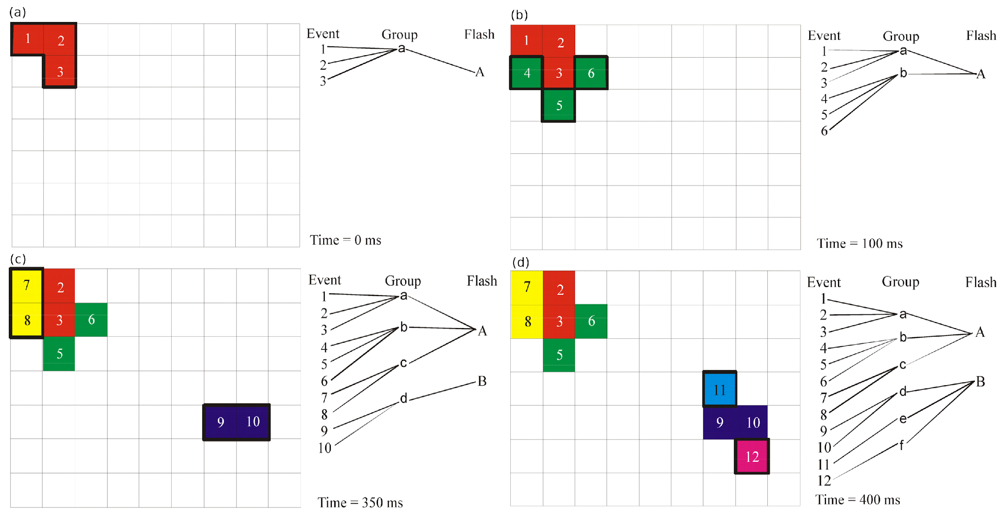 (a)
1 2
3
Event Group Flash
1 a
2 A
3
Time = 0 ms
(b)
1 2
4 3 6
5
Event Group Flash
1 a
2 b A
3
4
5
6
Time = 100 ms
(c)
7 2
8 3 6
5
9 10
Event Group Flash
1 a
2
3 b A
4
5 c
6 B
7 d
8
9
10
Time = 350 ms
(d)
7 2
8 3 6
5
11
9 10
12
Event Group Flash
1
2 a
3 A
4 b
5 c
6 B
7 d
8 e
9
10 f
11
12
Time = 400 ms